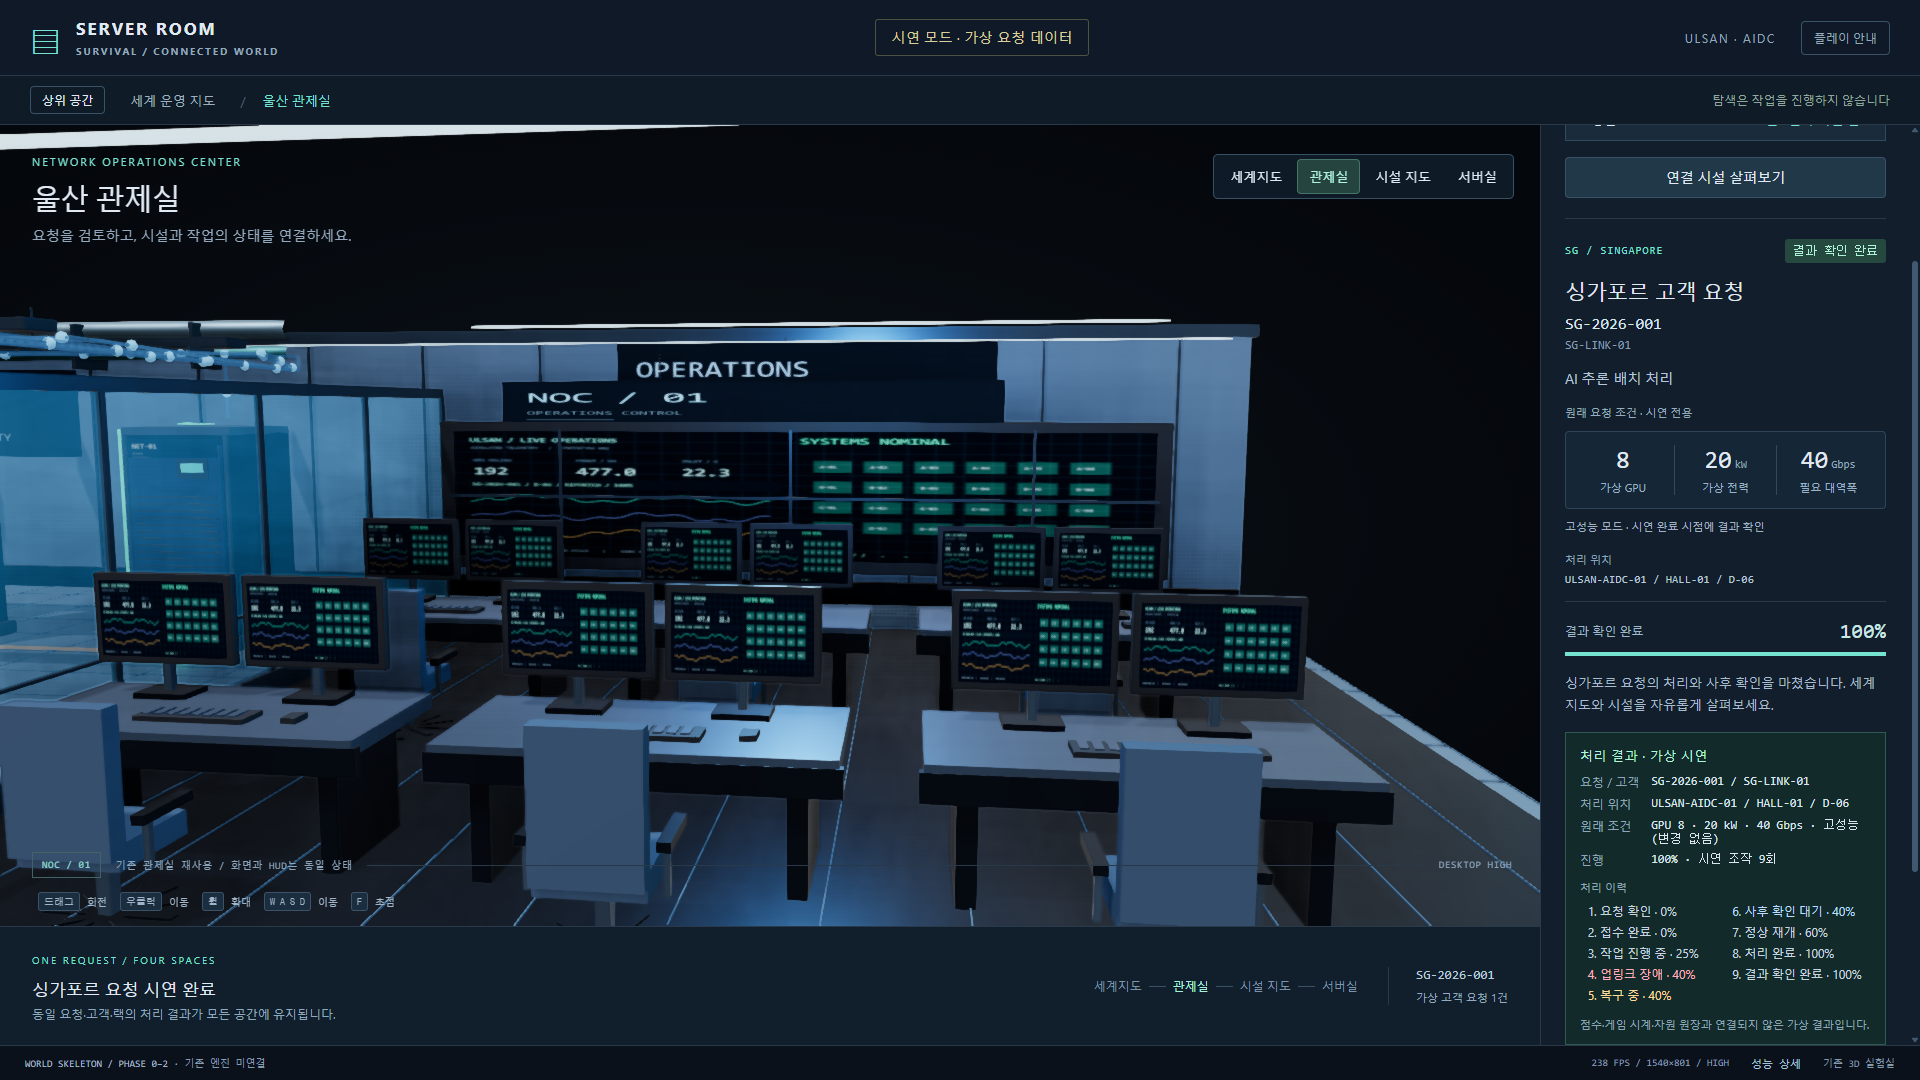 SERVER ROOM
SURVIVAL / CONNECTED WORLD
시연 모드 · 가상 요청 데이터
ULSAN · AIDC
플레이 안내
상위 공간
세계 운영 지도 / 울산 관제실
탐색은 작업을 진행하지 않습니다
NETWORK OPERATIONS CENTER
울산 관제실
요청을 검토하고, 시설과 작업의 상태를 연결하세요.
세계지도
관제실
시설 지도
서버실
OPERATIONS
NOC / 01
OPERATIONS CONTROL
NET-01
ULSAN / LIVE OPERATIONS
192
477.0
22.3
SYSTEMS NOMINAL
NOC / 01
기존 관제실 재사용 / 화면과 HUD는 동일 상태
DESKTOP HIGH
드래그 회전
우클릭 이동
휠 확대
W A S D 이동
F 초점
ONE REQUEST / FOUR SPACES
싱가포르 요청 시연 완료
동일 요청·고객·랙의 처리 결과가 모든 공간에 유지됩니다.
세계지도 — 관제실 — 시설 지도 — 서버실
SG-2026-001
가상 고객 요청 1건
연결 시설 살펴보기
SG / SINGAPORE
결과 확인 완료
싱가포르 고객 요청
SG-2026-001
SG-LINK-01
AI 추론 배치 처리
원래 요청 조건 · 시연 전용
8
가상 GPU
20 kW
가상 전력
40 Gbps
필요 대역폭
고성능 모드 · 시연 완료 시점에 결과 확인
처리 위치
ULSAN-AIDC-01 / HALL-01 / D-06
결과 확인 완료
100%
싱가포르 요청의 처리와 사후 확인을 마쳤습니다. 세계
지도와 시설을 자유롭게 살펴보세요.
처리 결과 · 가상 시연
요청 / 고객 SG-2026-001 / SG-LINK-01
처리 위치 ULSAN-AIDC-01 / HALL-01 / D-06
원래 조건 GPU 8 · 20 kW · 40 Gbps · 고성능
(변경 없음)
진행 100% · 시연 조작 9회
처리 이력
1. 요청 확인 · 0%
2. 접수 완료 · 0%
3. 작업 진행 중 · 25%
4. 업링크 장애 · 40%
5. 복구 중 · 40%
6. 사후 확인 대기 · 40%
7. 정상 재개 · 60%
8. 처리 완료 · 100%
9. 결과 확인 완료 · 100%
점수·게임 시계·자원 원장과 연결되지 않은 가상 결과입니다.
WORLD SKELETON / PHASE 0–2 · 기존 엔진 미연결
238 FPS / 1540×801 / HIGH
성능 상세
기존 3D 실험실